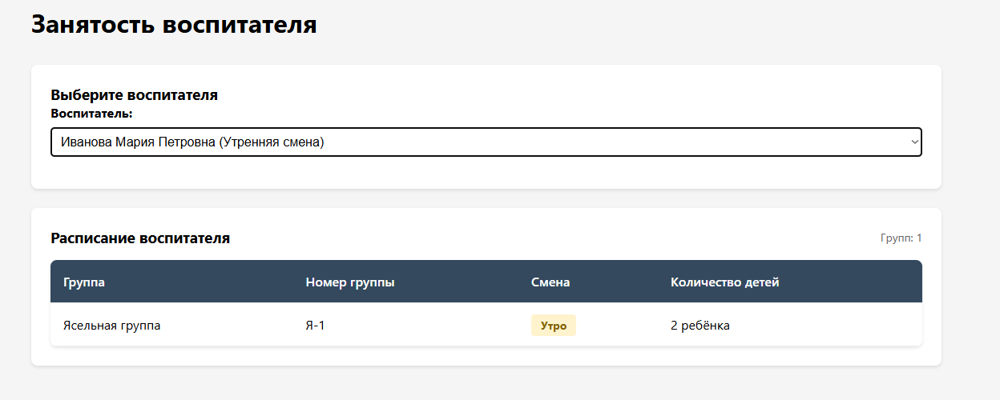 Занятость воспитателя
Выберите воспитателя
Воспитатель:
Иванова Мария Петровна (Утренняя смена)
Расписание воспитателя
Групп: 1
Группа Номер группы Смена Количество детей
Ясельная группа Я-1 Утро 2 ребёнка